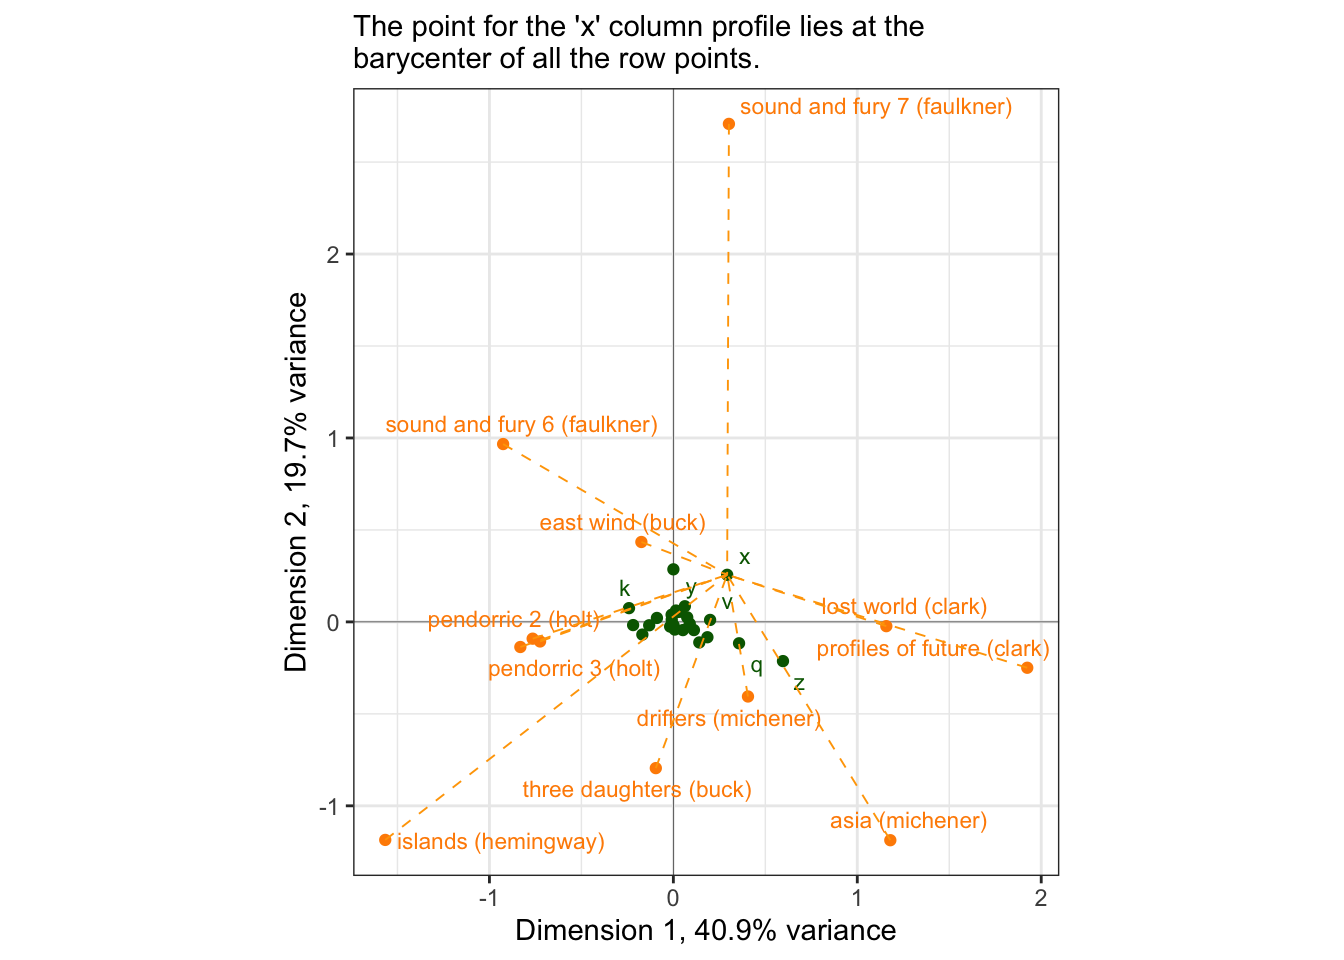 The point for the 'x' column profile lies at the
barycenter of all the row points.
sound and fury 7 (faulkner)
2
sound and fury 6 (faulkner)
1
east wind (buck)
x
k
y
v
lost world (clark)
pendorric 2 (holt)
0
profiles of future (clark)
pendorric 3 (holt)
q
z
drifters (michener)
three daughters (buck)
-1
asia (michener)
islands (hemingway)
-1
0
1
2
Dimension 1, 40.9% variance
Dimension 2, 19.7% variance